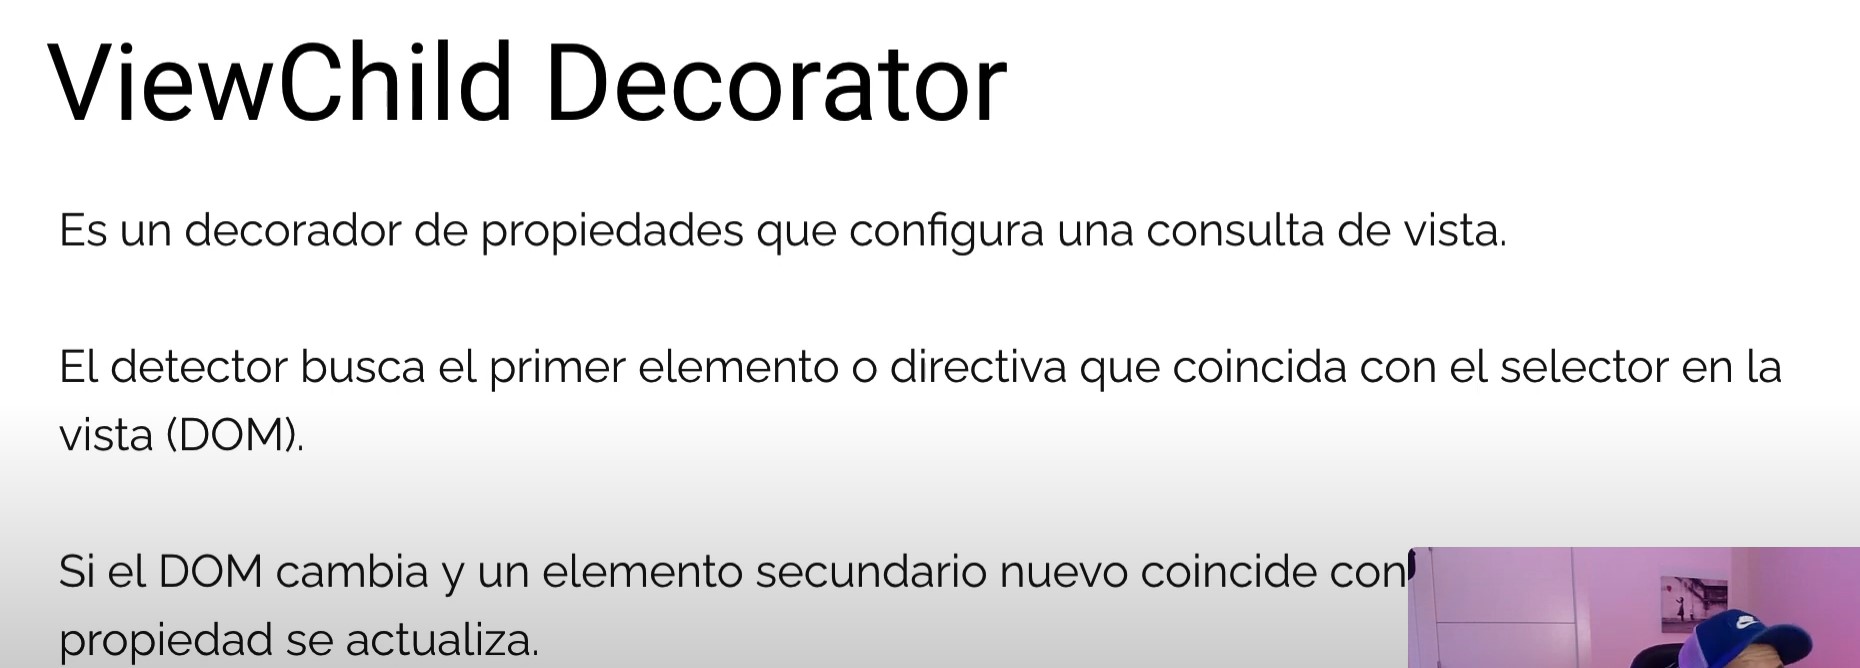 ViewChild Decorator
Es un decorador de propiedades que configura una consulta de vista.
El detector busca el primer elemento o directiva que coincida con el selector en la
vista (DOM).
Si el DOM cambia y un elemento secundario nuevo coincide con
propiedad se actualiza.